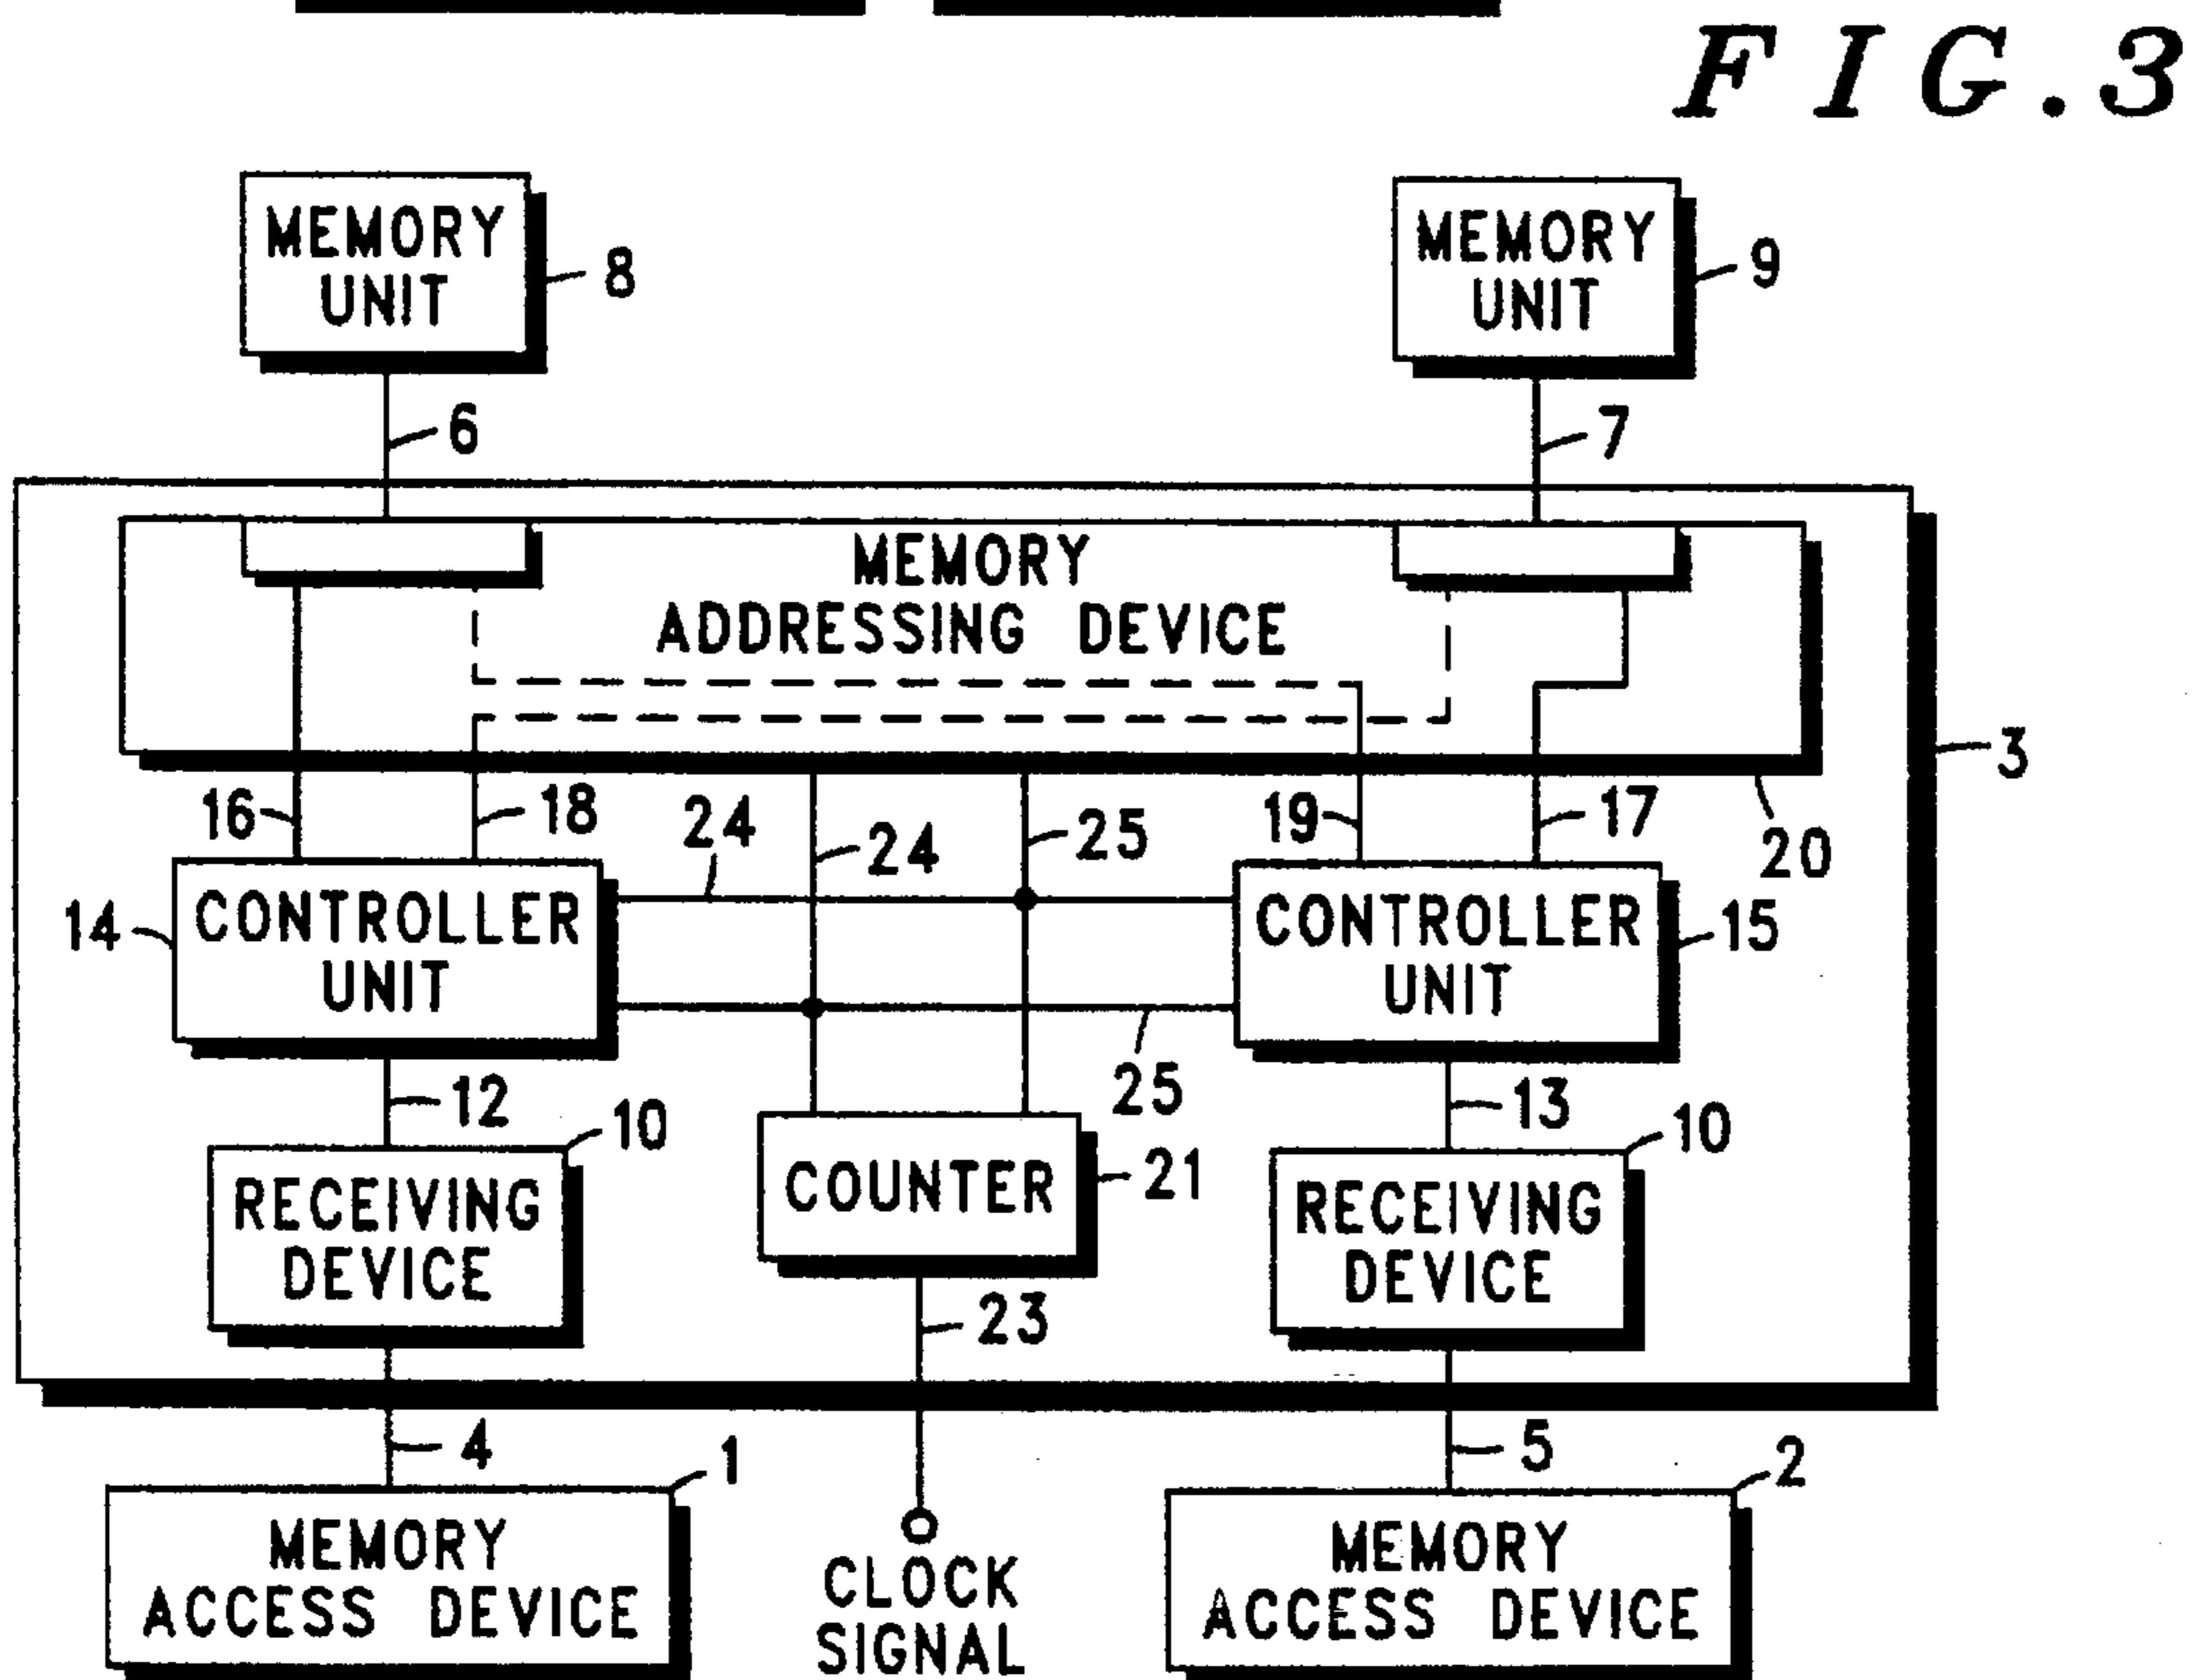 FIG.3
MEMORY
UNIT
8
MEMORY
UNIT
9
6
7
MEMORY
ADDRESSING DEVICE
3
16
18
24
24
25
19
17
20
14
CONTROLLER
UNIT
CONTROLLER
UNIT
15
12
10
25
13
10
RECEIVING
DEVICE
COUNTER
21
RECEIVING
DEVICE
23
4
1
5
2
MEMORY
ACCESS DEVICE
CLOCK
SIGNAL
MEMORY
ACCESS DEVICE